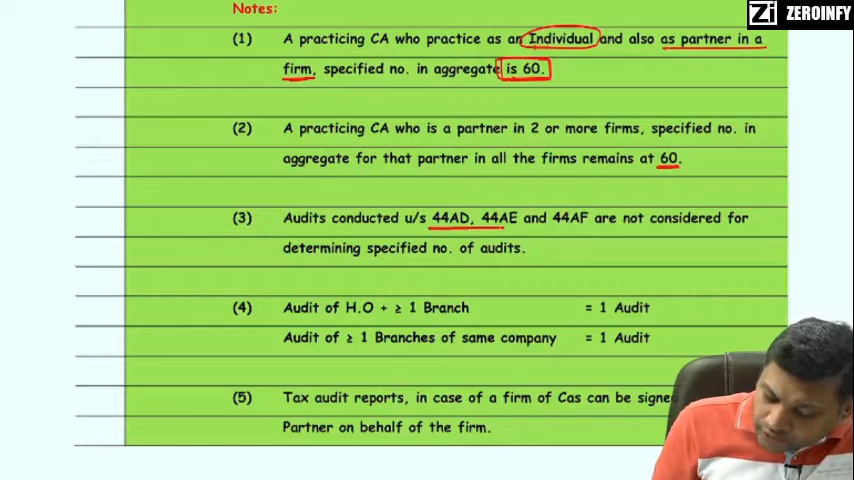 Zi ZEROINFY
Notes:
(1) A practicing CA who practice as an Individual and also as partner in a
firm, specified no. in aggregate is 60.
(2) A practicing CA who is a partner in 2 or more firms, specified no. in
aggregate for that partner in all the firms remains at 60.
(3) Audits conducted u/s 44AD, 44AE and 44AF are not considered for
determining specified no. of audits.
(4) Audit of H.O + ≥ 1 Branch = 1 Audit
Audit of ≥ 1 Branches of same company = 1 Audit
(5) Tax audit reports, in case of a firm of Cas can be signe
Partner on behalf of the firm.